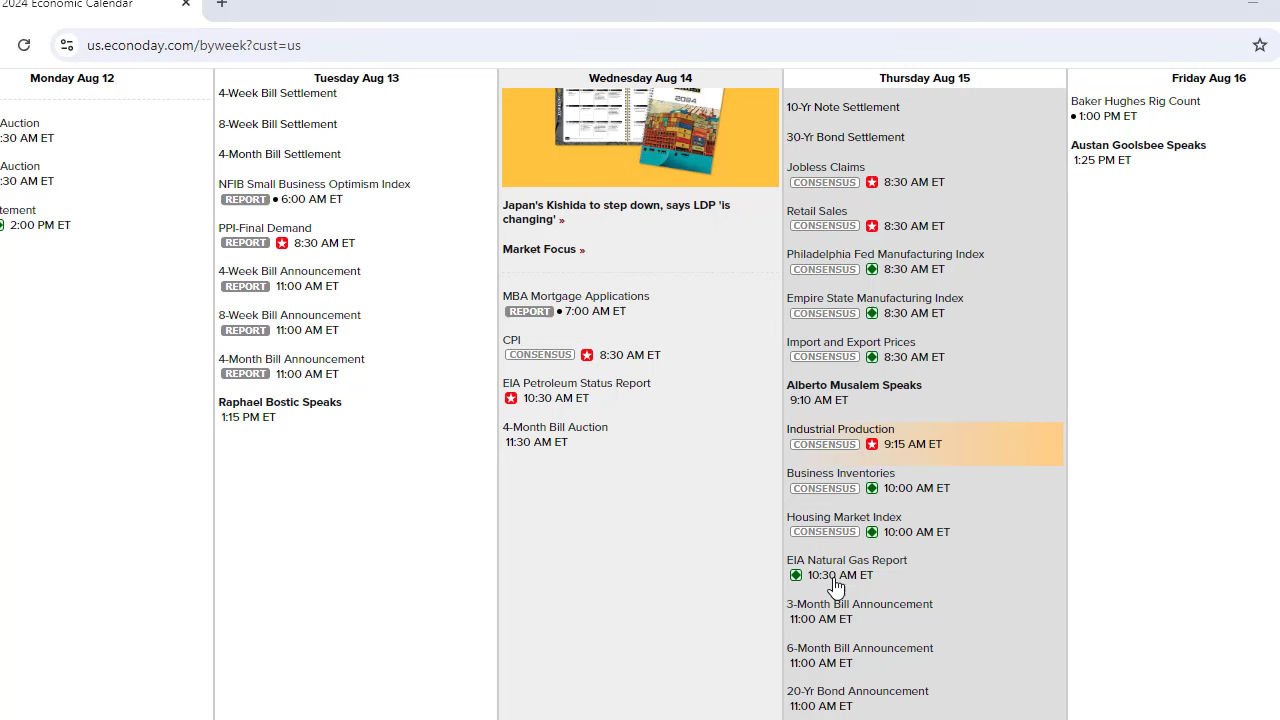 2024 Economic Calendar
us.econoday.com/byweek?cust=us
Monday Aug 12
Auction
:30 AM ET
Auction
:30 AM ET
tement
2:00 PM ET
Tuesday Aug 13
4-Week Bill Settlement
8-Week Bill Settlement
4-Month Bill Settlement
NFIB Small Business Optimism Index
REPORT • 6:00 AM ET
PPI-Final Demand
REPORT 8:30 AM ET
4-Week Bill Announcement
REPORT 11:00 AM ET
8-Week Bill Announcement
REPORT 11:00 AM ET
4-Month Bill Announcement
REPORT 11:00 AM ET
Raphael Bostic Speaks
1:15 PM ET
Wednesday Aug 14
2024
Japan's Kishida to step down, says LDP 'is
changing' »
Market Focus »
MBA Mortgage Applications
REPORT • 7:00 AM ET
CPI
CONSENSUS 8:30 AM ET
EIA Petroleum Status Report
10:30 AM ET
4-Month Bill Auction
11:30 AM ET
Thursday Aug 15
10-Yr Note Settlement
30-Yr Bond Settlement
Jobless Claims
CONSENSUS 8:30 AM ET
Retail Sales
CONSENSUS 8:30 AM ET
Philadelphia Fed Manufacturing Index
CONSENSUS 8:30 AM ET
Empire State Manufacturing Index
CONSENSUS 8:30 AM ET
Import and Export Prices
CONSENSUS 8:30 AM ET
Alberto Musalem Speaks
9:10 AM ET
Industrial Production
CONSENSUS 9:15 AM ET
Business Inventories
CONSENSUS 10:00 AM ET
Housing Market Index
CONSENSUS 10:00 AM ET
EIA Natural Gas Report
10:30 AM ET
3-Month Bill Announcement
11:00 AM ET
6-Month Bill Announcement
11:00 AM ET
20-Yr Bond Announcement
11:00 AM ET
Friday Aug 16
Baker Hughes Rig Count
• 1:00 PM ET
Austan Goolsbee Speaks
1:25 PM ET